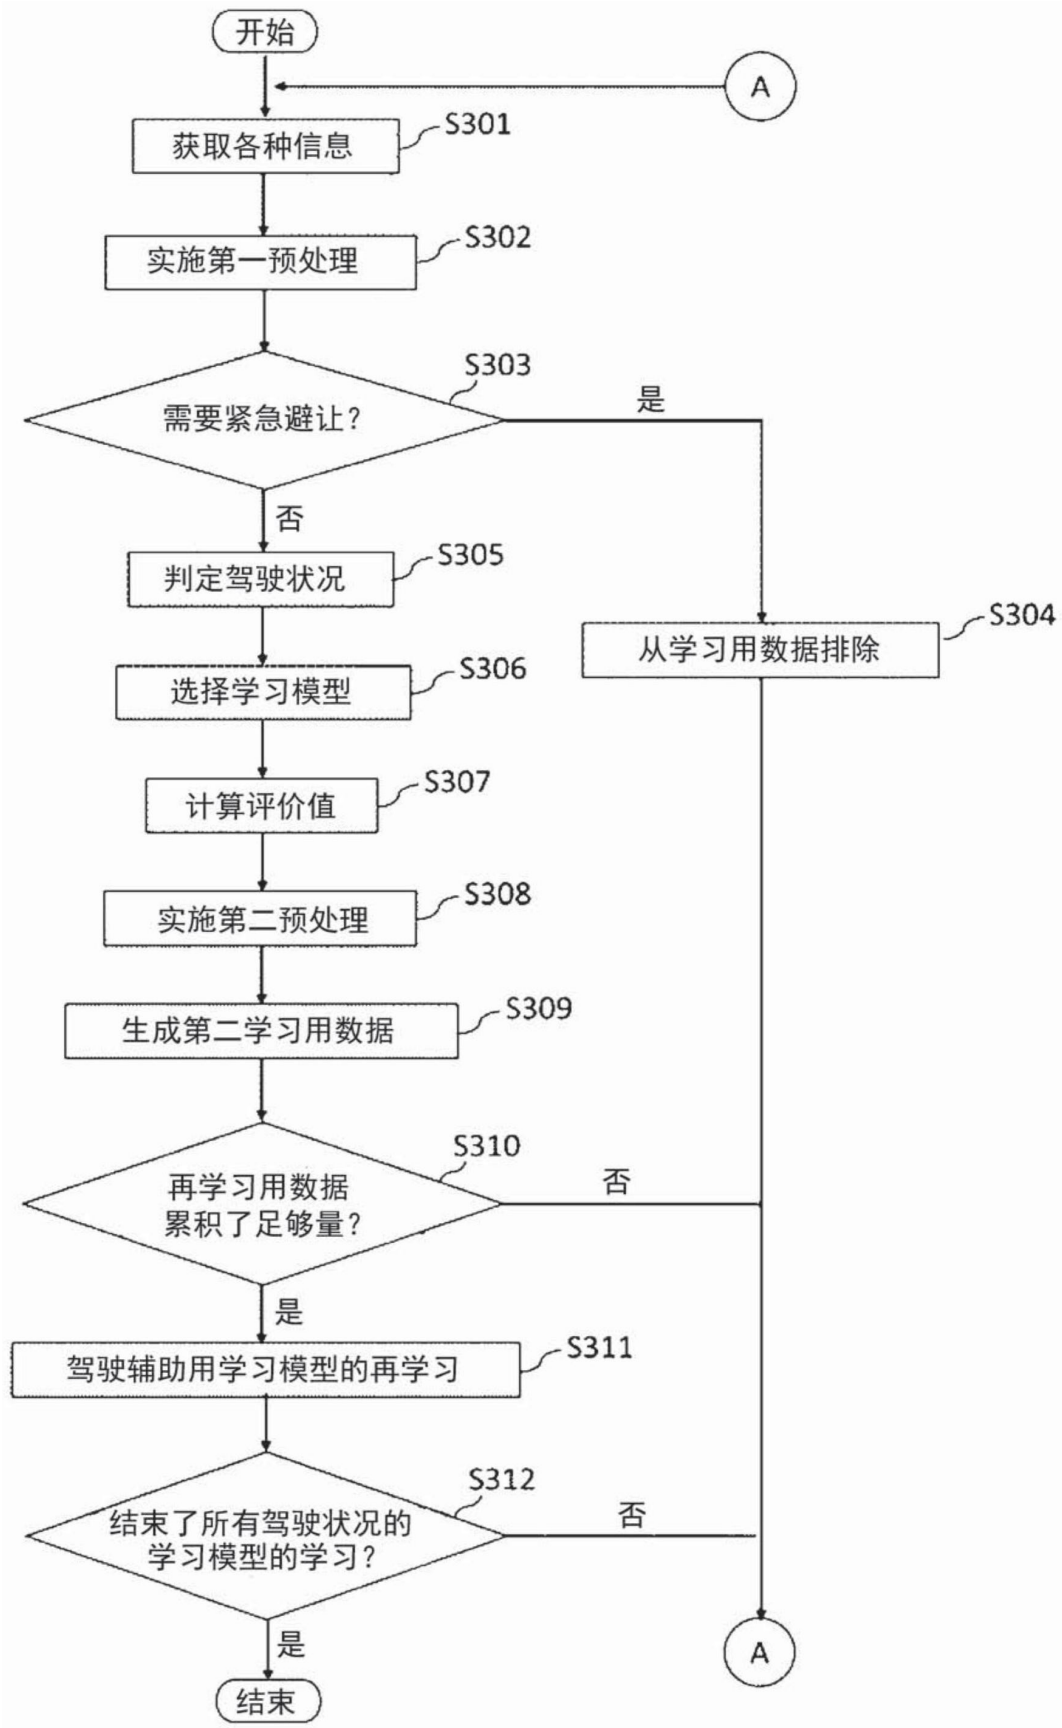 开始
A
获取各种信息
S301
实施第一预处理
S302
需要紧急避让?
S303
是
否
判定驾驶状况
S305
从学习用数据排除
S304
选择学习模型
S306
计算评价值
S307
实施第二预处理
S308
生成第二学习用数据
S309
再学习用数据
累积了足够量?
S310
否
是
驾驶辅助用学习模型的再学习
S311
结束了所有驾驶状况的
学习模型的学习?
S312
否
是
A
结束